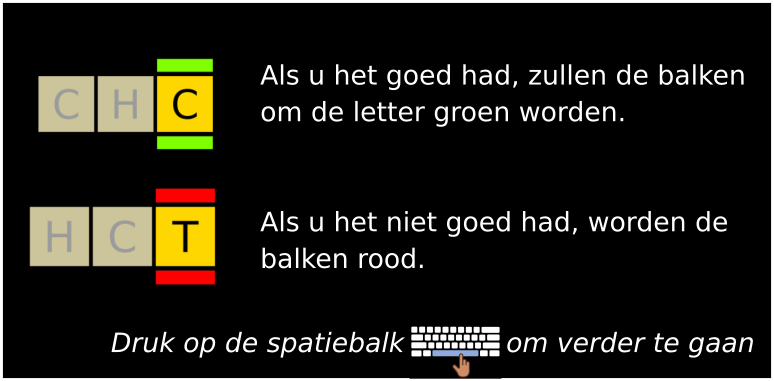 C H C
Als u het goed had, zullen de balken
om de letter groen worden.
H C T
Als u het niet goed had, worden de
balken rood.
Druk op de spatiebalk om verder te gaan